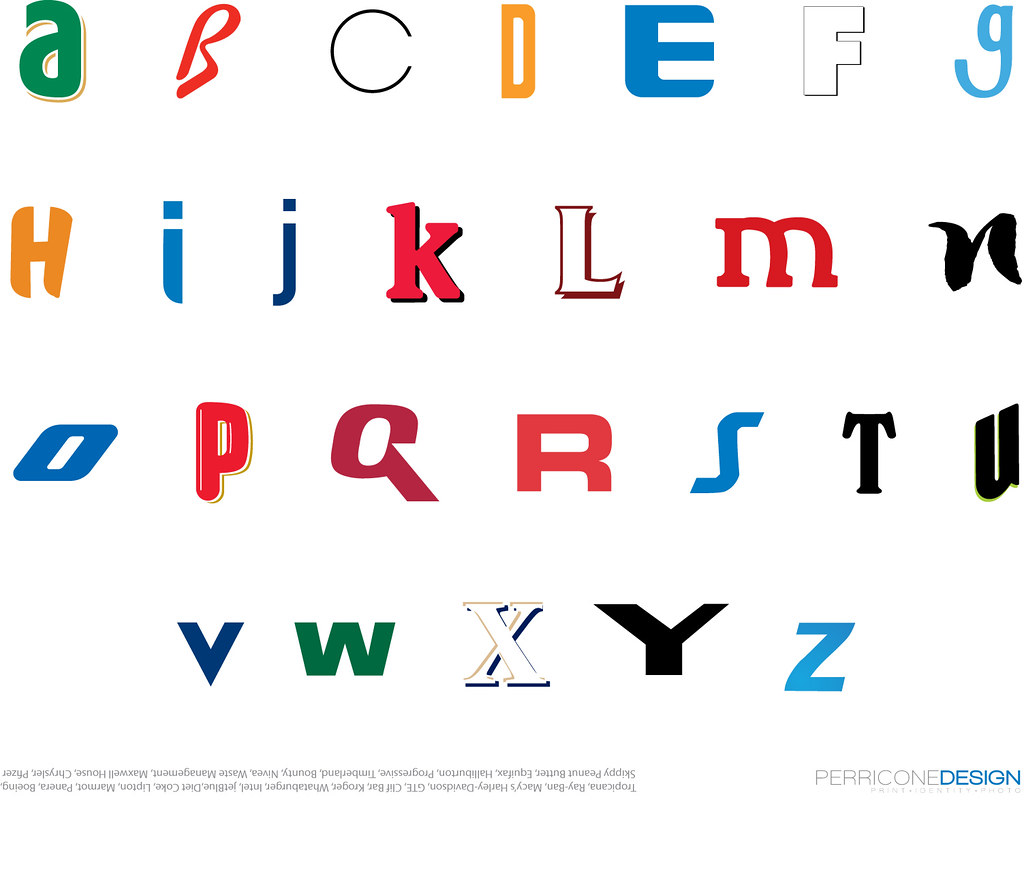 a B C D E F g
H i j k L m n
O P Q R S T u
V W X Y Z
Tropicana, Ray-Ban, Macy's Harley-Davidson, GTE, Clif Bar, Kroger, Whataburger, Intel, jetBlue,Diet Coke, Lipton, Marmot, Panera, Boeing,
Skippy Peanut Butter, Equifax, Halliburton, Progressive, Timberland, Bounty, Nivea, Waste Management, Maxwell House, Chrysler, Pfizer
PERRICONEDESIGN
PRINT•IDENTITY•PHOTO